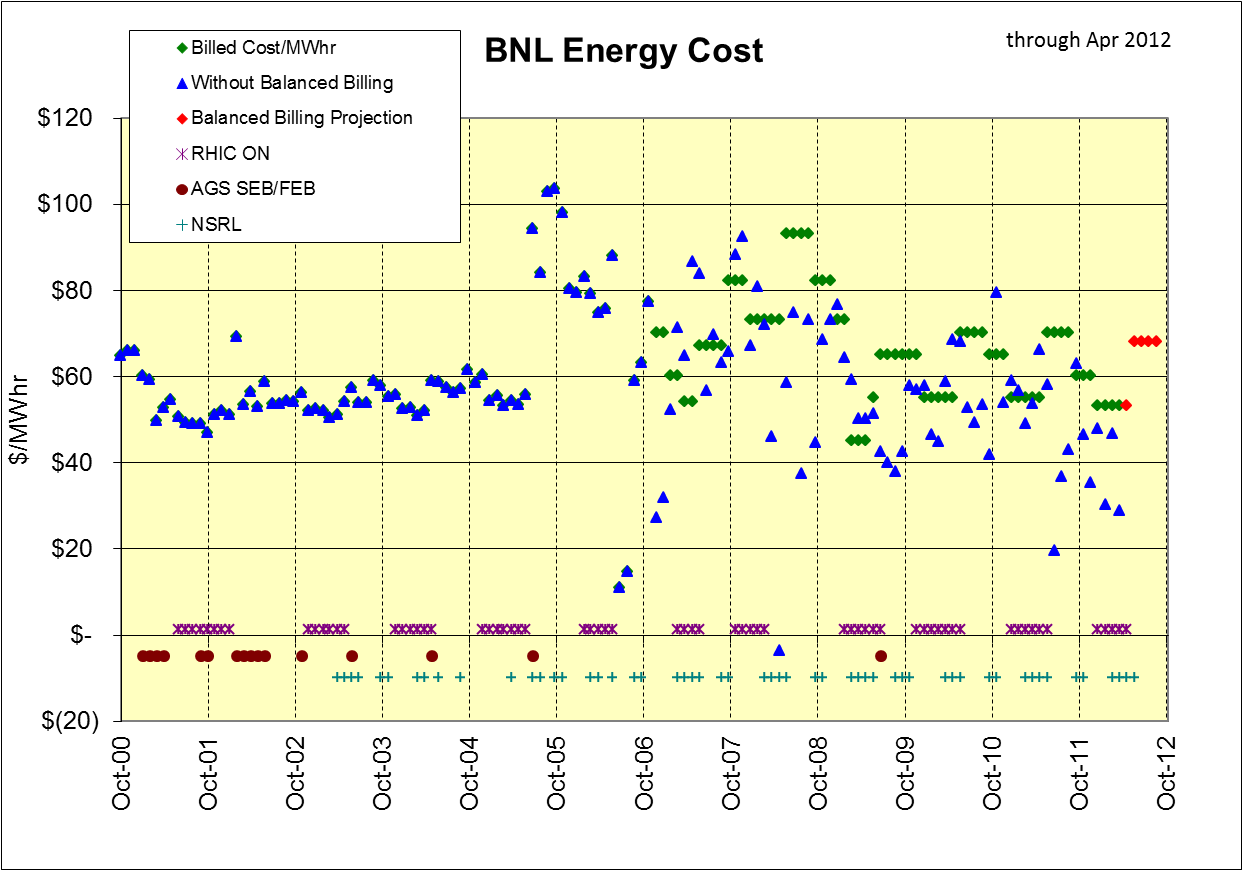 BNL Energy Cost
through Apr 2012
Billed Cost/MWhr
Without Balanced Billing
Balanced Billing Projection
RHIC ON
AGS SEB/FEB
NSRL
$/MWhr
$120
$100
$80
$60
$40
$20
$-
$(20)
Oct-00
Oct-01
Oct-02
Oct-03
Oct-04
Oct-05
Oct-06
Oct-07
Oct-08
Oct-09
Oct-10
Oct-11
Oct-12